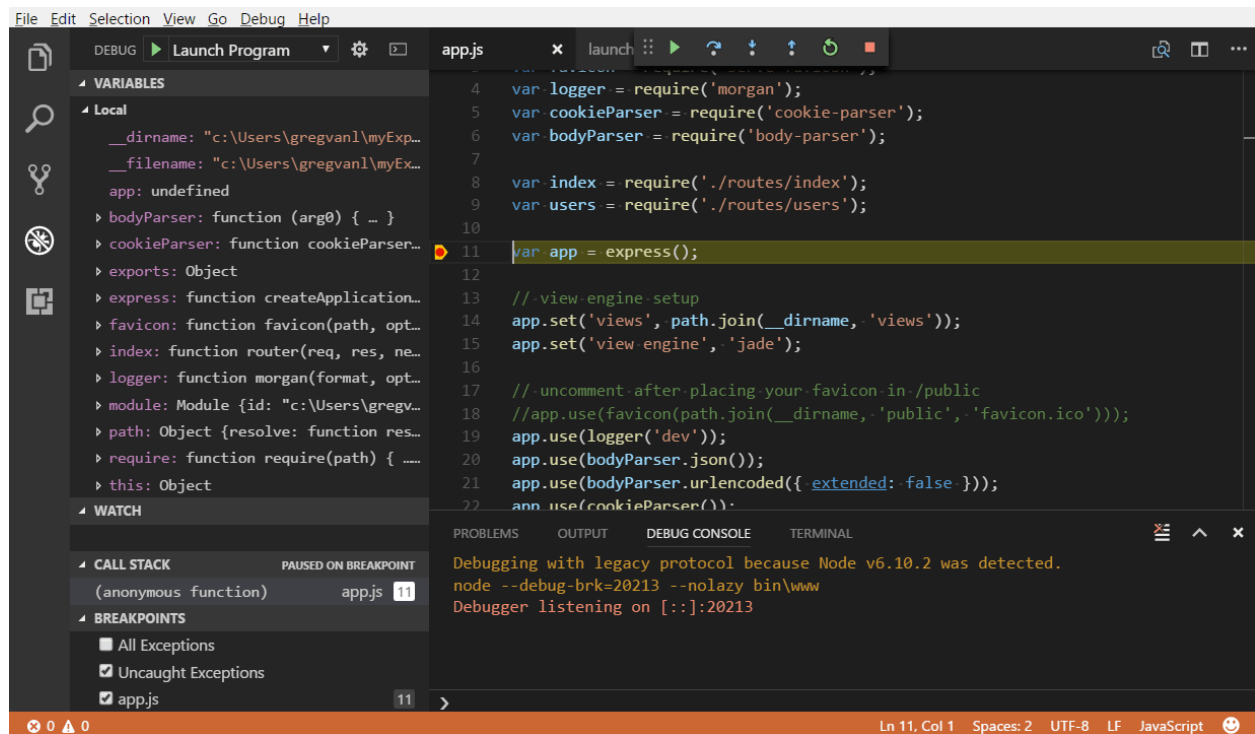 File Edit Selection View Go Debug Help
DEBUG Launch Program
VARIABLES
Local
__dirname: "c:\Users\gregvanl\myExp…
__filename: "c:\Users\gregvanl\myEx…
app: undefined
bodyParser: function (arg0) { … }
cookieParser: function cookieParser…
exports: Object
express: function createApplication…
favicon: function favicon(path, opt…
index: function router(req, res, ne…
logger: function morgan(format, opt…
module: Module {id: "c:\Users\gregv…
path: Object {resolve: function res…
require: function require(path) { ……
this: Object
WATCH
CALL STACK PAUSED ON BREAKPOINT
(anonymous function) app.js 11
BREAKPOINTS
All Exceptions
Uncaught Exceptions
app.js 11
app.js launch
4 var logger = require('morgan');
5 var cookieParser = require('cookie-parser');
6 var bodyParser = require('body-parser');
7
8 var index = require('./routes/index');
9 var users = require('./routes/users');
10
11 var app = express();
12
13 // view engine setup
14 app.set('views', path.join(__dirname, 'views'));
15 app.set('view engine', 'jade');
16
17 // uncomment after placing your favicon in /public
18 //app.use(favicon(path.join(__dirname, 'public', 'favicon.ico')));
19 app.use(logger('dev'));
20 app.use(bodyParser.json());
21 app.use(bodyParser.urlencoded({ extended: false }));
22 app.use(cookieParser());
PROBLEMS OUTPUT DEBUG CONSOLE TERMINAL
Debugging with legacy protocol because Node v6.10.2 was detected.
node --debug-brk=20213 --nolazy bin\www
Debugger listening on [::]:20213
0 0 Ln 11, Col 1 Spaces: 2 UTF-8 LF JavaScript